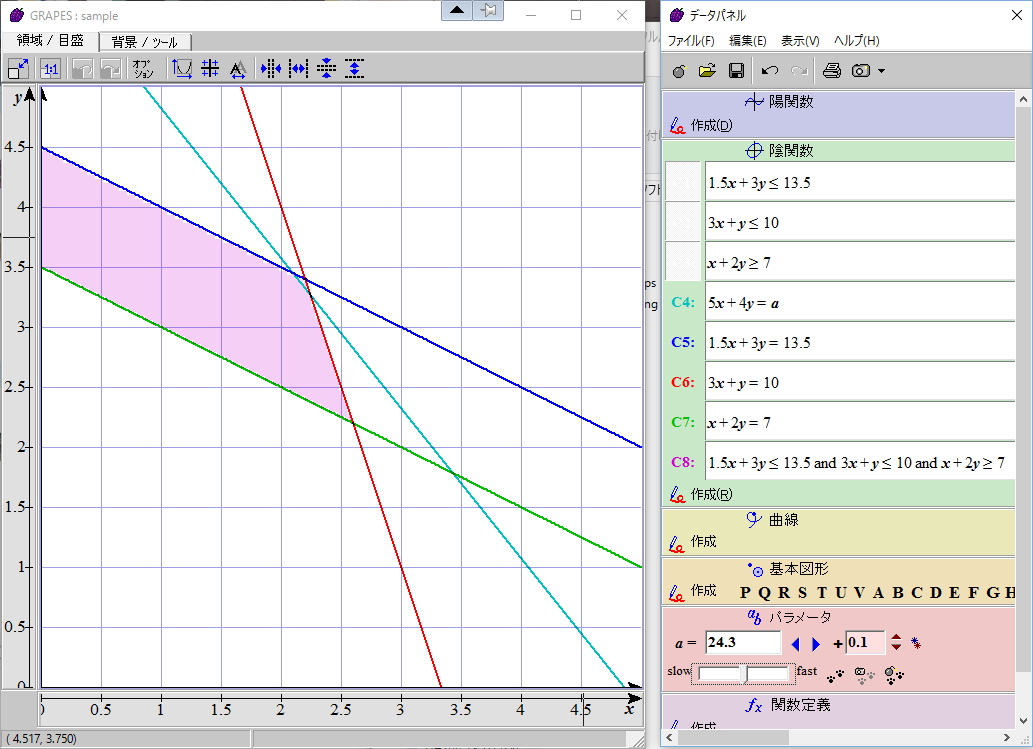 GRAPES : sample
領域 / 目盛
背景 / ツール
1:1
オプション
y
4.5
4
3.5
3
2.5
2
1.5
1
0.5
0
0.5
1
1.5
2
2.5
3
3.5
4
4.5
x
( 4.517, 3.750)
データパネル
ファイル(F)
編集(E)
表示(V)
ヘルプ(H)
陽関数
作成(D)
陰関数
1.5x+3y≤13.5
3x+y≤10
x+2y≥7
C4: 5x+4y=a
C5: 1.5x+3y=13.5
C6: 3x+y=10
C7: x+2y=7
C8: 1.5x+3y≤13.5 and 3x+y≤10 and x+2y≥7
作成(R)
曲線
作成
基本図形
作成 P Q R S T U V A B C D E F G H
ab パラメータ
a = 24.3 + 0.1
slow fast
fx 関数定義
作成
ps
ng